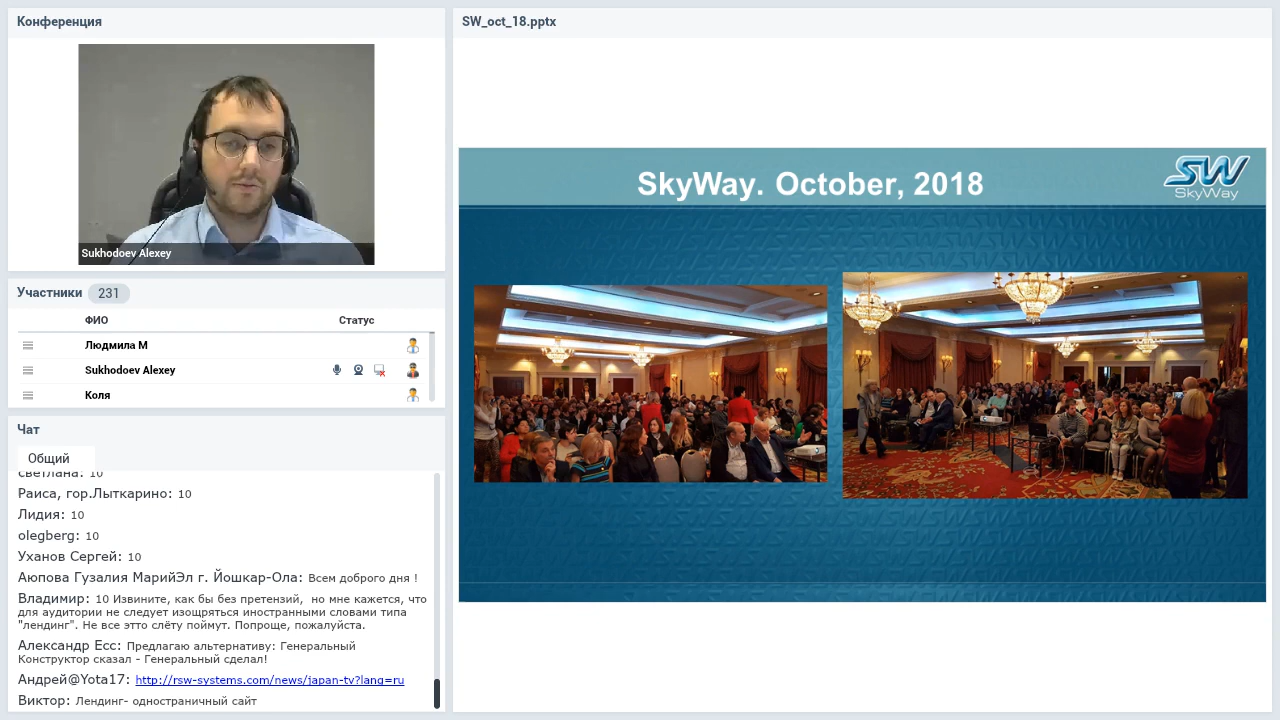 Конференция
Sukhodoev Alexey
Участники 231
ФИО Статус
Людмила М
Sukhodoev Alexey
Коля
Чат
Общий
светлана: 10
Раиса, гор.Лыткарино: 10
Лидия: 10
olegberg: 10
Уханов Сергей: 10
Аюпова Гузалия МарийЭл г. Йошкар-Ола: Всем доброго дня !
Владимир: 10 Извините, как бы без претензий,  но мне кажется, что
для аудитории не следует изощряться иностранными словами типа
"лендинг". Не все этто слёту поймут. Попроще, пожалуйста.
Александр Есс: Предлагаю альтернативу: Генеральный
Конструктор сказал - Генеральный сделал!
Андрей@Yota17: http://rsw-systems.com/news/japan-tv?lang=ru
Виктор: Лендинг- одностраничный сайт
SW_oct_18.pptx
SkyWay. October, 2018
SW
SkyWay